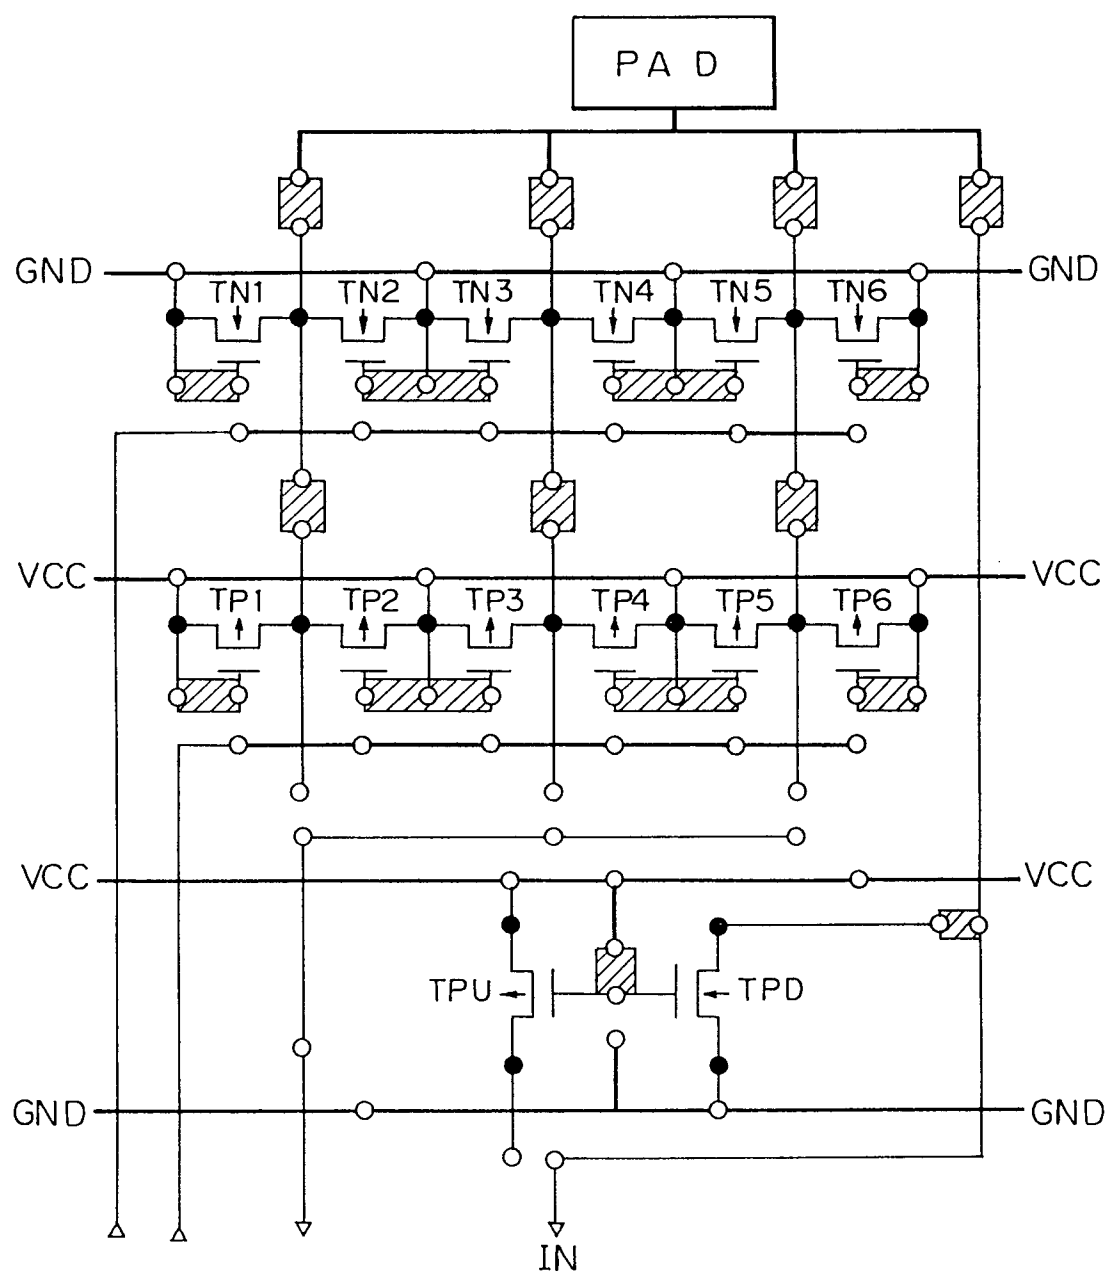 PAD
GND GND
TN1 TN2 TN3 TN4 TN5 TN6
VCC VCC
TP1 TP2 TP3 TP4 TP5 TP6
VCC VCC
TPU TPD
GND GND
IN